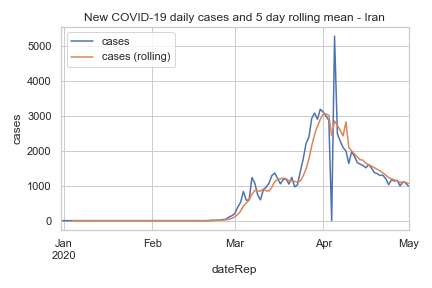 New COVID-19 daily cases and 5 day rolling mean - Iran
cases
cases (rolling)
cases
5000
4000
3000
2000
1000
0
Jan Feb Mar Apr May
2020
dateRep